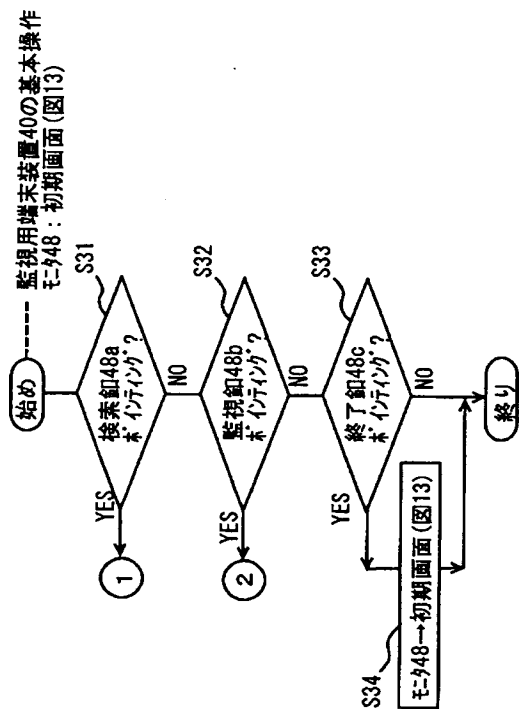 始め
監視用端末装置40の基本操作
モニタ48：初期画面(図13)
S31
検索釦48a
ポインティング？
YES
NO
1
S32
監視釦48b
ポインティング？
YES
NO
2
S33
終了釦48c
ポインティング？
YES
NO
S34
モニタ48→初期画面(図13)
終り